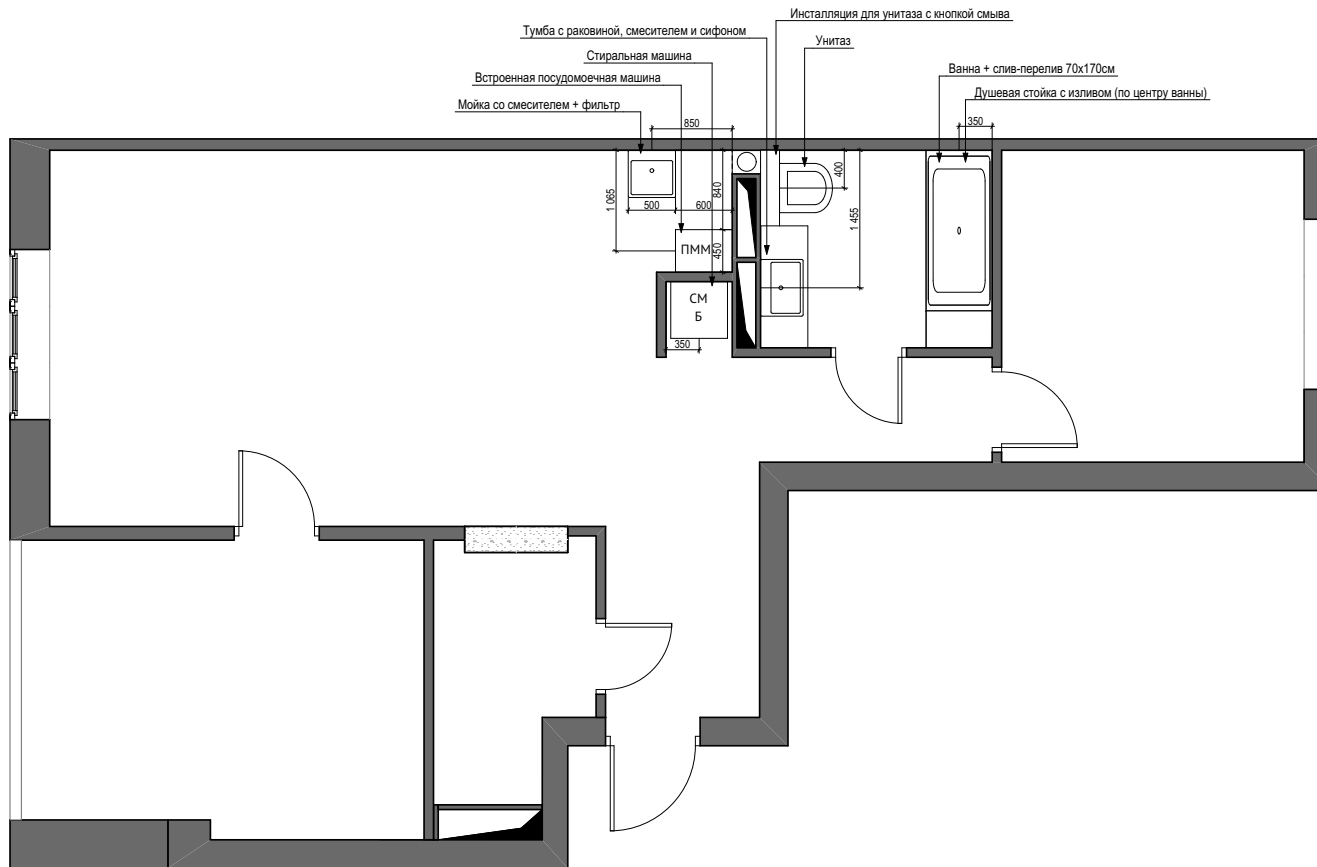 Инсталляция для унитаза с кнопкой смыва
Тумба с раковиной, смесителем и сифоном
Унитаз
Стиральная машина
Ванна + слив-перелив 70х170см
Встроенная посудомоечная машина
Душевая стойка с изливом (по центру ванны)
Мойка со смесителем + фильтр
850
350
400
840
1 065
1 455
500
600
ПММ
450
СМ
Б
350